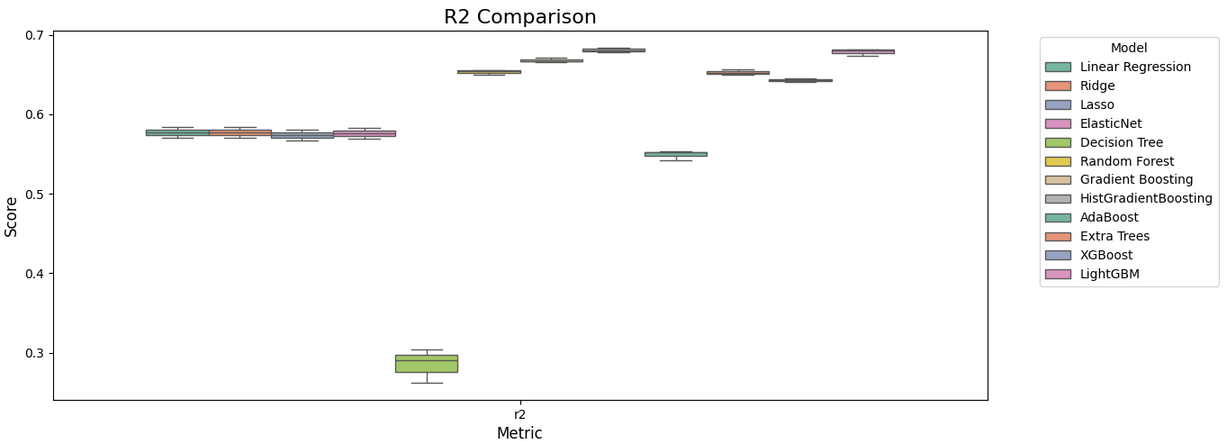 R2 Comparison
Score
0.7
0.6
0.5
0.4
0.3
r2
Metric
Model
Linear Regression
Ridge
Lasso
ElasticNet
Decision Tree
Random Forest
Gradient Boosting
HistGradientBoosting
AdaBoost
Extra Trees
XGBoost
LightGBM